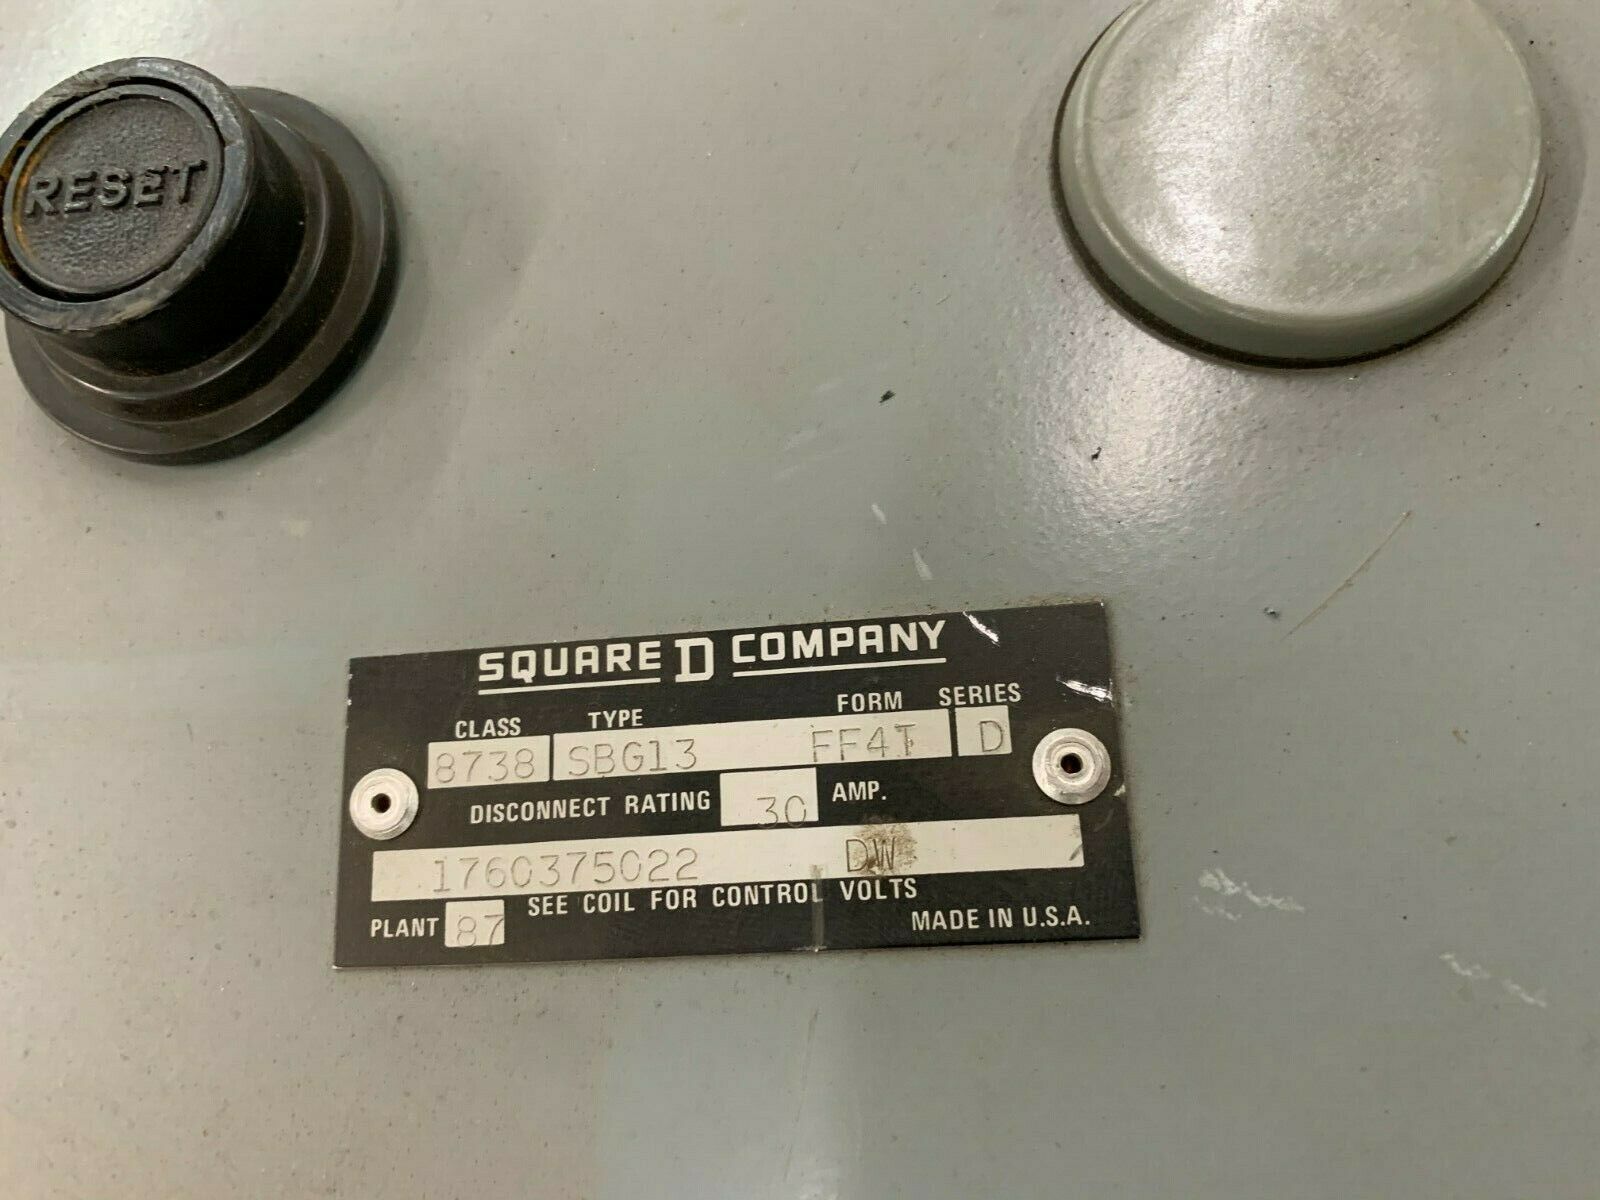 RESET
SQUARE D COMPANY
CLASS TYPE FORM SERIES
8738 SBG13 FF4T D
DISCONNECT RATING 30 AMP.
1760375022 DW
SEE COIL FOR CONTROL VOLTS
PLANT 87 MADE IN U.S.A.